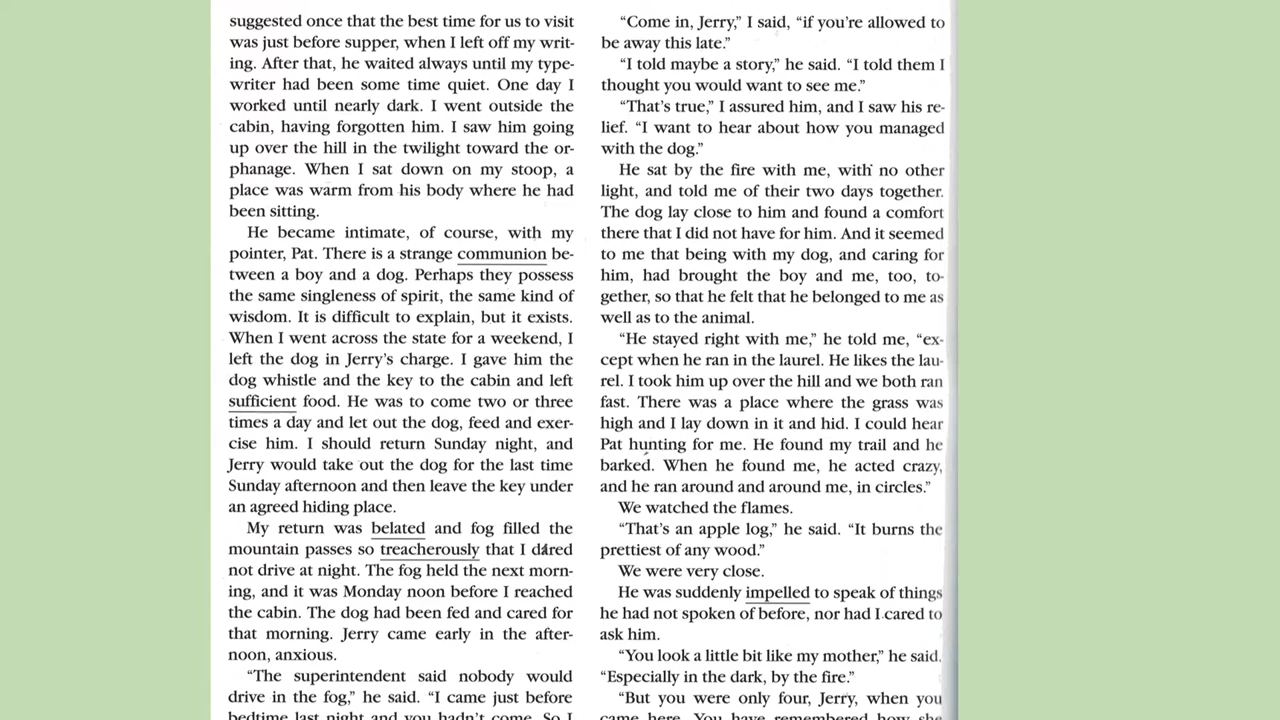 suggested once that the best time for us to visit
was just before supper, when I left off my writ-
ing. After that, he waited always until my type-
writer had been some time quiet. One day I
worked until nearly dark. I went outside the
cabin, having forgotten him. I saw him going
up over the hill in the twilight toward the or-
phanage. When I sat down on my stoop, a
place was warm from his body where he had
been sitting.
He became intimate, of course, with my
pointer, Pat. There is a strange communion be-
tween a boy and a dog. Perhaps they possess
the same singleness of spirit, the same kind of
wisdom. It is difficult to explain, but it exists.
When I went across the state for a weekend, I
left the dog in Jerry's charge. I gave him the
dog whistle and the key to the cabin and left
sufficient food. He was to come two or three
times a day and let out the dog, feed and exer-
cise him. I should return Sunday night, and
Jerry would take out the dog for the last time
Sunday afternoon and then leave the key under
an agreed hiding place.
My return was belated and fog filled the
mountain passes so treacherously that I dared
not drive at night. The fog held the next morn-
ing, and it was Monday noon before I reached
the cabin. The dog had been fed and cared for
that morning. Jerry came early in the after-
noon, anxious.
"The superintendent said nobody would
drive in the fog," he said. "I came just before
bedtime last night and you hadn't come. So I
"Come in, Jerry," I said, "if you're allowed to
be away this late."
"I told maybe a story," he said. "I told them I
thought you would want to see me."
"That's true," I assured him, and I saw his re-
lief. "I want to hear about how you managed
with the dog."
He sat by the fire with me, with no other
light, and told me of their two days together.
The dog lay close to him and found a comfort
there that I did not have for him. And it seemed
to me that being with my dog, and caring for
him, had brought the boy and me, too, to-
gether, so that he felt that he belonged to me as
well as to the animal.
"He stayed right with me," he told me, "ex-
cept when he ran in the laurel. He likes the lau-
rel. I took him up over the hill and we both ran
fast. There was a place where the grass was
high and I lay down in it and hid. I could hear
Pat hunting for me. He found my trail and he
barked. When he found me, he acted crazy,
and he ran around and around me, in circles."
We watched the flames.
"That's an apple log," he said. "It burns the
prettiest of any wood."
We were very close.
He was suddenly impelled to speak of things
he had not spoken of before, nor had I cared to
ask him.
"You look a little bit like my mother," he said.
"Especially in the dark, by the fire."
"But you were only four, Jerry, when you
came here. You have remembered how she